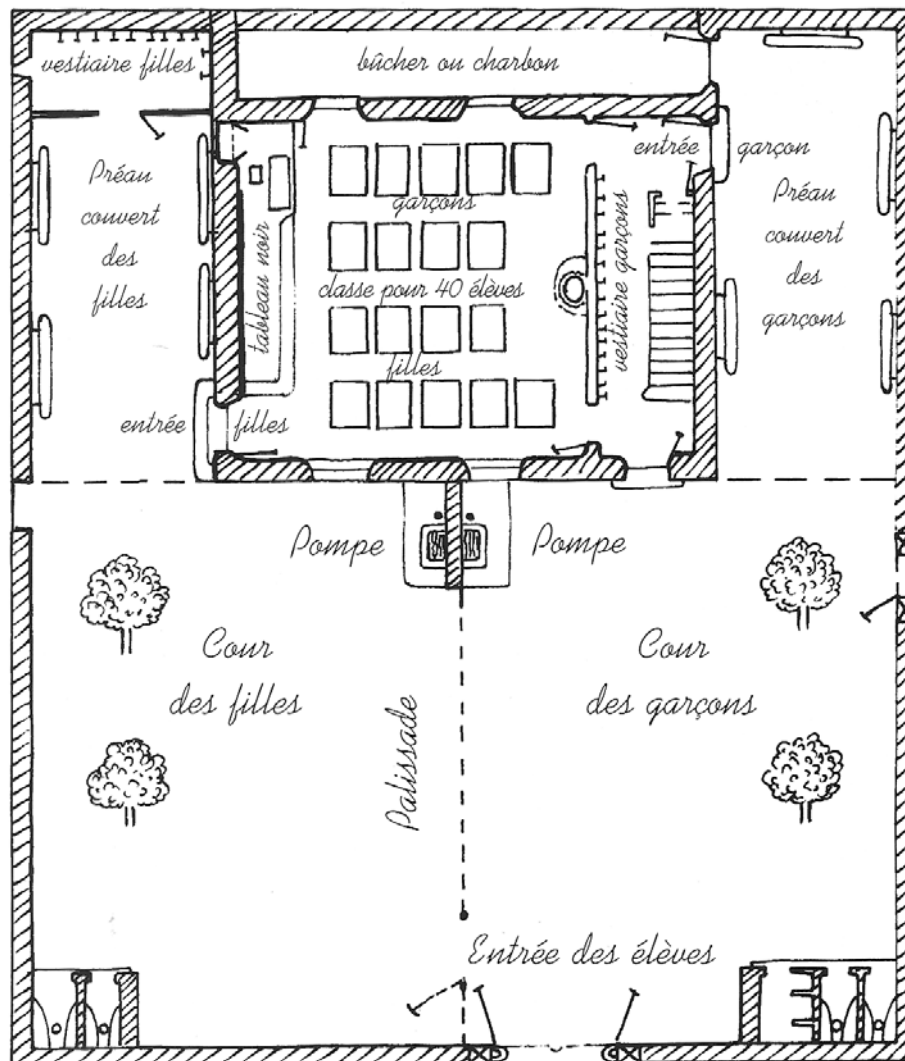 vestiaire filles
bûcher ou charbon
entrée garçon
Préau
couvert
des
filles
tableau noir
garçons
classe pour 40 élèves
filles
vestiaire garçons
Préau
couvert
des
garçons
entrée filles
Pompe
Pompe
Cour
des filles
Palissade
Cour
des garçons
Entrée des élèves